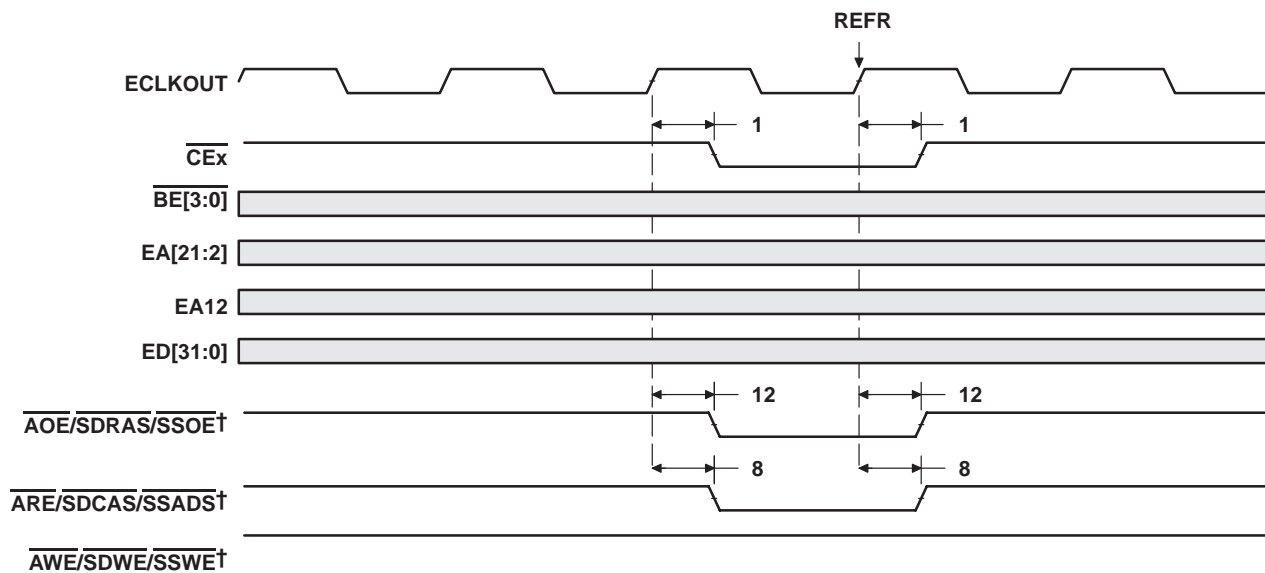 REFR
ECLKOUT
1 1
CEx
BE[3:0]
EA[21:2]
EA12
ED[31:0]
12 12
AOE/SDRAS/SSOE†
8 8
ARE/SDCAS/SSADS†
AWE/SDWE/SSWE†